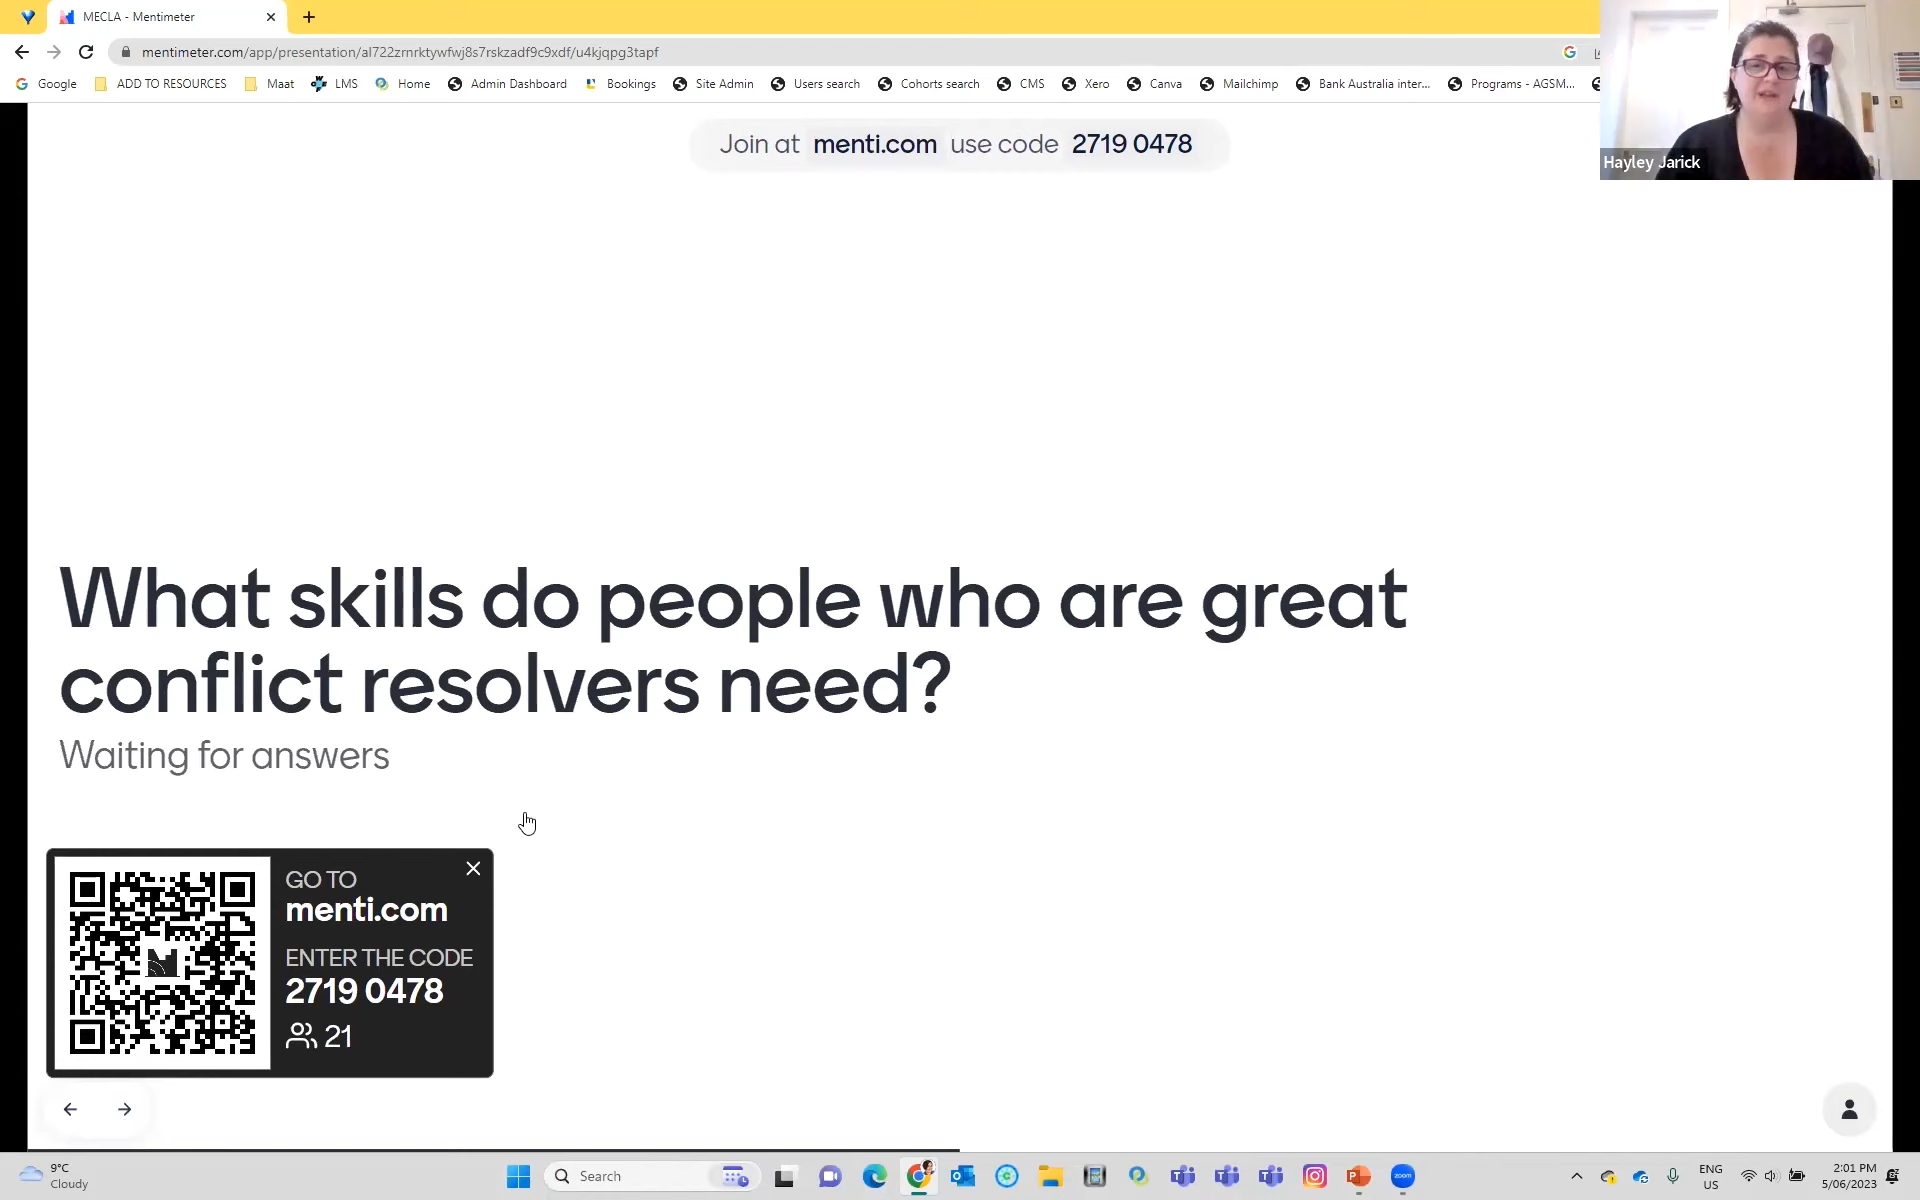 MECLA - Mentimeter
mentimeter.com/app/presentation/al722zrnrktywfwj8s7rskzadf9c9xdf/u4kjqpg3tapf
Google ADD TO RESOURCES Maat LMS Home Admin Dashboard Bookings Site Admin Users search Cohorts search CMS Xero Canva Mailchimp Bank Australia inter... Programs - AGSM...
Hayley Jarick
Join at menti.com use code 2719 0478
What skills do people who are great
conflict resolvers need?
Waiting for answers
GO TO
menti.com
ENTER THE CODE
2719 0478
21
9°C
Cloudy
Search
zoom
ENG
US
2:01 PM
5/06/2023